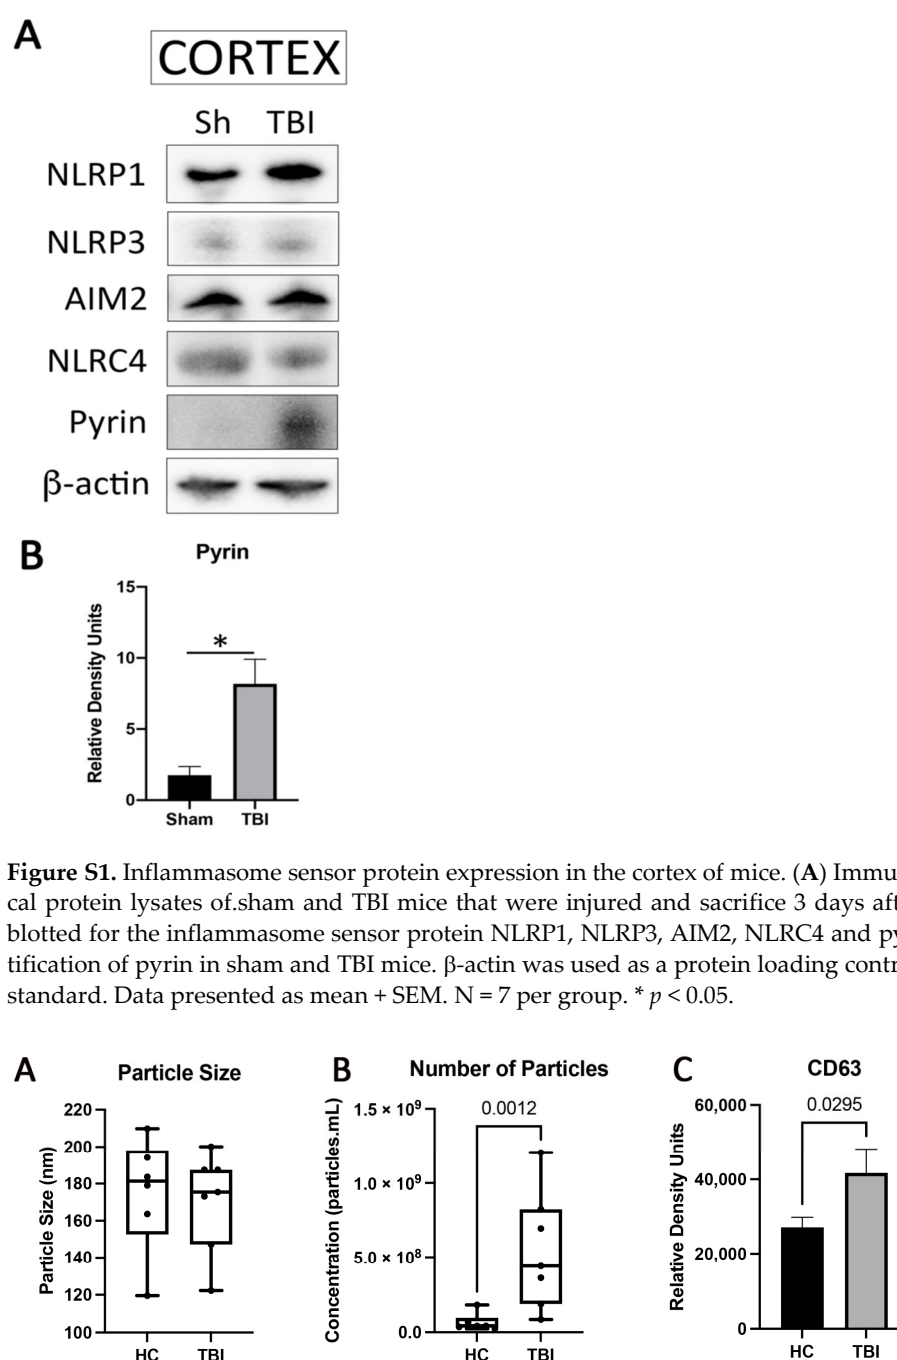 A
CORTEX
Sh TBI
NLRP1
NLRP3
AIM2
NLRC4
Pyrin
β-actin
B
Pyrin
Relative Density Units
15
10
5
0
*
Sham TBI
Figure S1. Inflammasome sensor protein expression in the cortex of mice. (A) Immu
cal protein lysates of.sham and TBI mice that were injured and sacrifice 3 days aft
blotted for the inflammasome sensor protein NLRP1, NLRP3, AIM2, NLRC4 and py
tification of pyrin in sham and TBI mice. β-actin was used as a protein loading contr
standard. Data presented as mean + SEM. N = 7 per group. * p < 0.05.
A
Particle Size
Particle Size (nm)
220
200
180
160
140
120
100
HC TBI
B
Number of Particles
Concentration (particles.mL)
1.5 × 10⁹
1.0 × 10⁹
5.0 × 10⁸
0.0
0.0012
HC TBI
C
CD63
Relative Density Units
60,000
40,000
20,000
0
0.0295
HC TBI